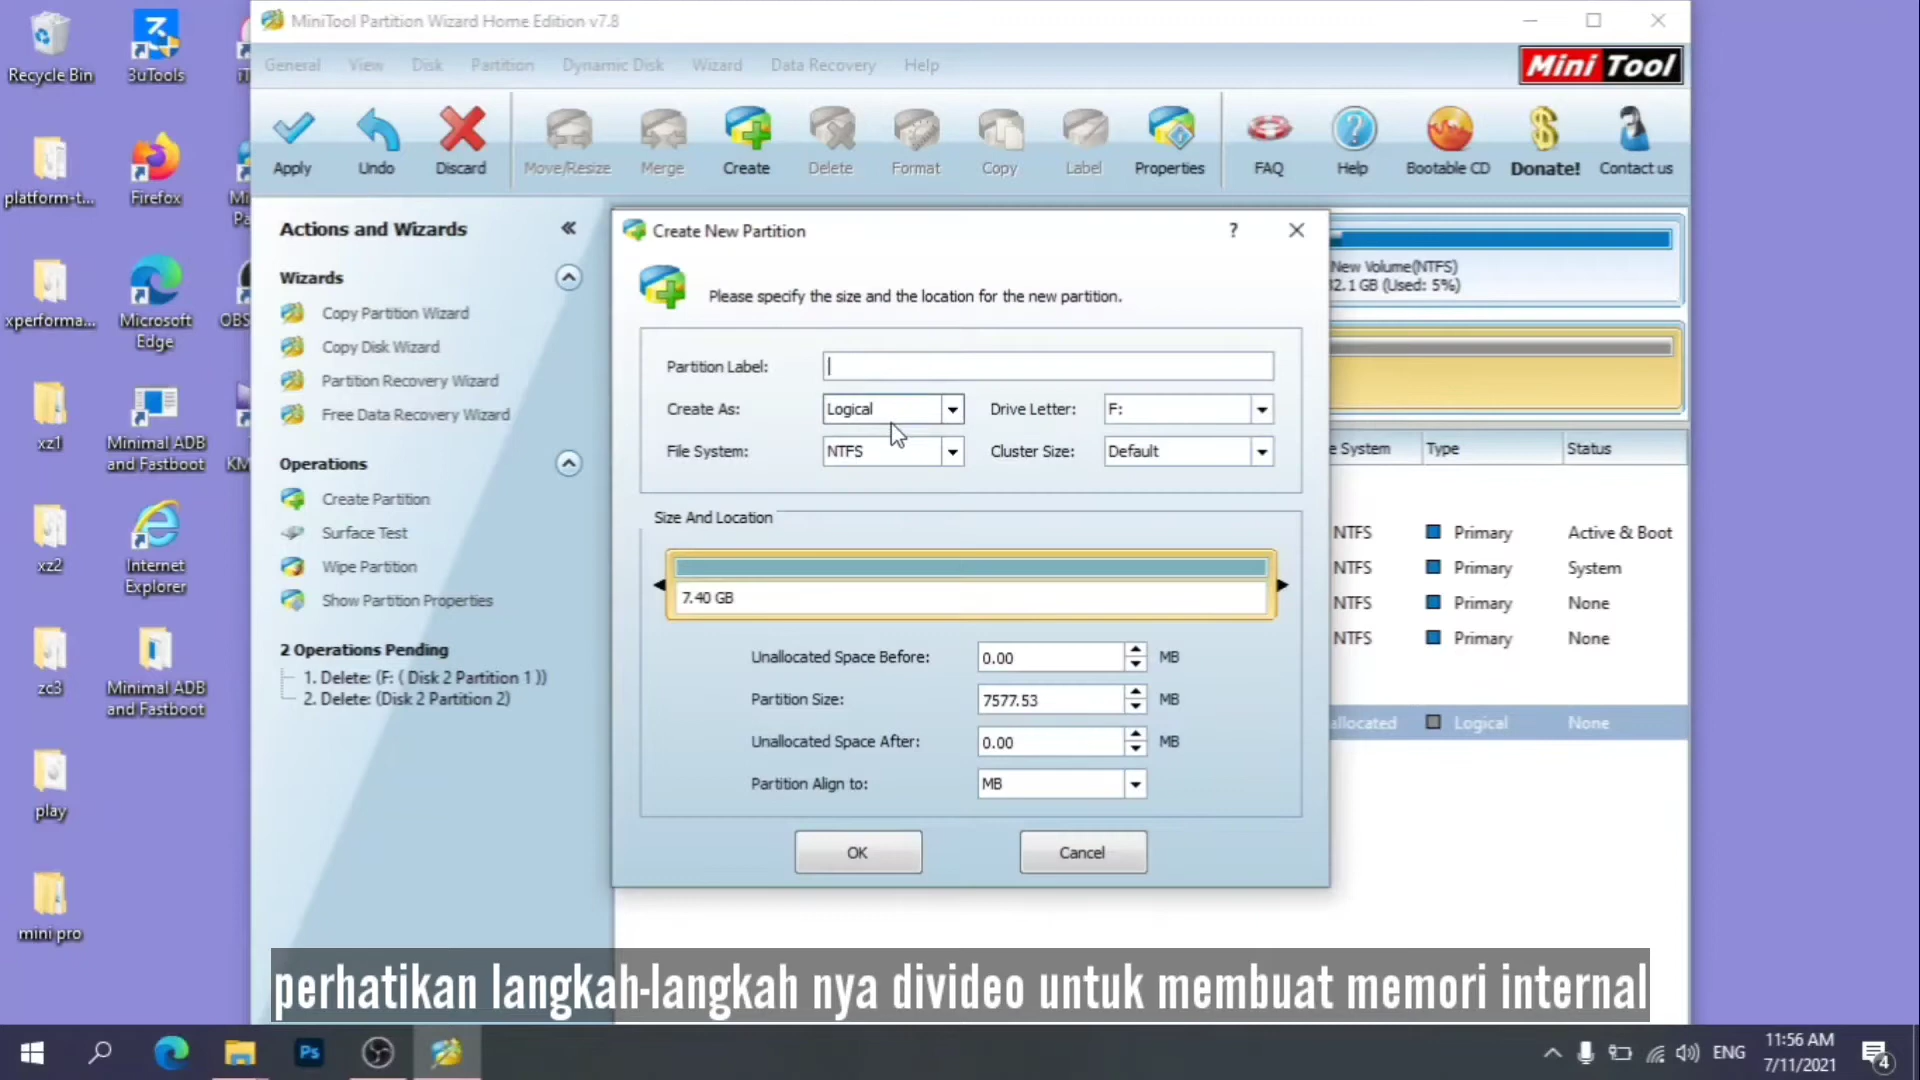 MiniTool Partition Wizard Home Edition v7.8
General View Disk Partition Dynamic Disk Wizard Data Recovery Help
Mini Tool
Apply Undo Discard Move/Resize Merge Create Delete Format Copy Label Properties FAQ Help Bootable CD Donate! Contact us
Recycle Bin
3uTools
platform-t...
Firefox
xperforma...
Microsoft
Edge
OBS
xz1
Minimal ADB
and Fastboot
KM
xz2
Internet
Explorer
zc3
Minimal ADB
and Fastboot
play
mini pro
Actions and Wizards
Wizards
Copy Partition Wizard
Copy Disk Wizard
Partition Recovery Wizard
Free Data Recovery Wizard
Operations
Create Partition
Surface Test
Wipe Partition
Show Partition Properties
2 Operations Pending
1. Delete: (F: ( Disk 2 Partition 1 ))
2. Delete: (Disk 2 Partition 2)
Create New Partition
?
Please specify the size and the location for the new partition.
Partition Label:
Create As: Logical Drive Letter: F:
File System: NTFS Cluster Size: Default
Size And Location
7.40 GB
Unallocated Space Before: 0.00 MB
Partition Size: 7577.53 MB
Unallocated Space After: 0.00 MB
Partition Align to: MB
OK Cancel
New Volume(NTFS)
2.1 GB (Used: 5%)
e System Type Status
NTFS Primary Active & Boot
NTFS Primary System
NTFS Primary None
NTFS Primary None
allocated Logical None
perhatikan langkah-langkah nya divideo untuk membuat memori internal
Ps
ENG
11:56 AM
7/11/2021
4